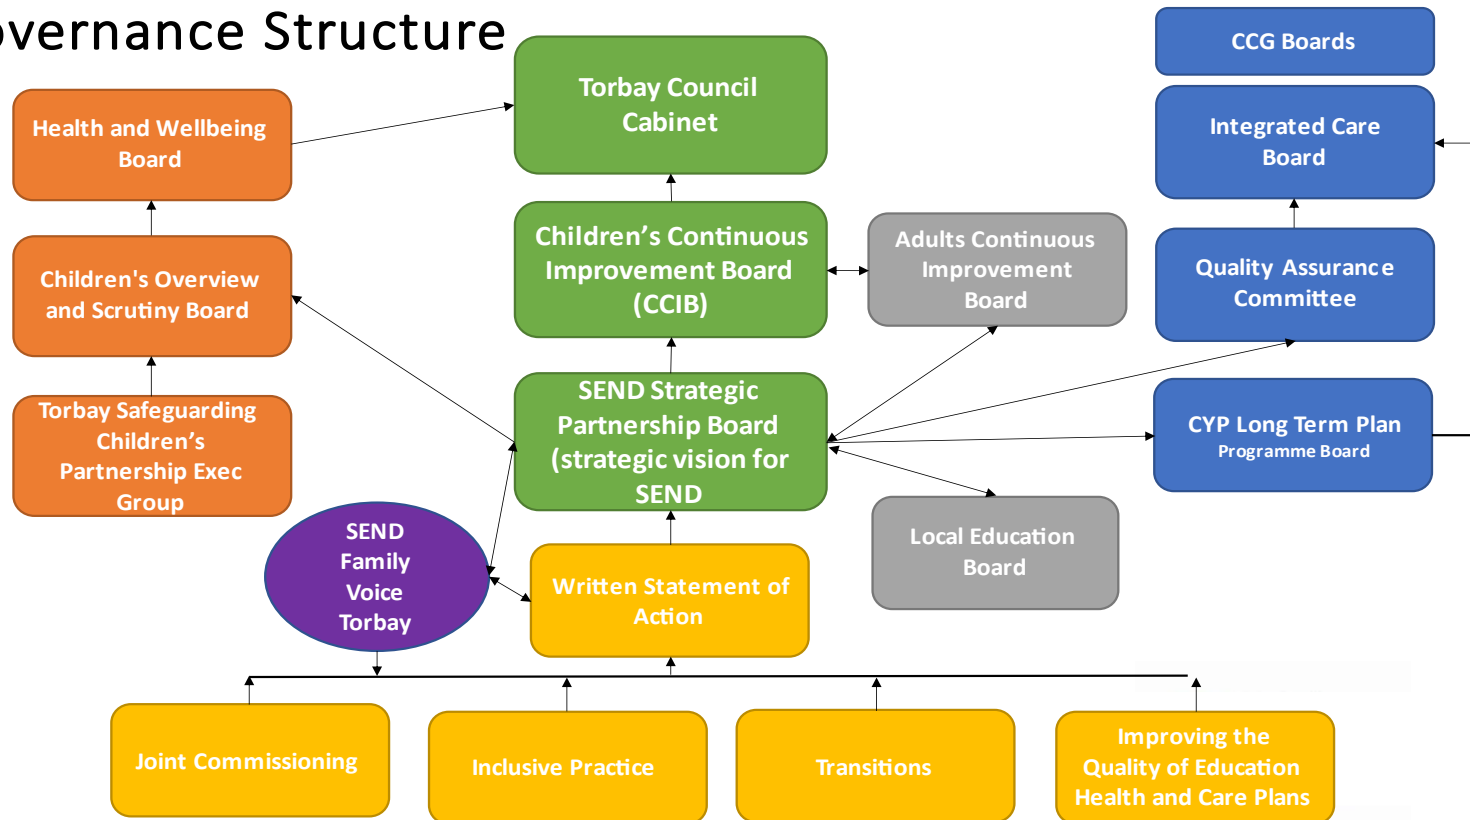 overnance Structure
CCG Boards
Torbay Council
Cabinet
Health and Wellbeing
Board
Integrated Care
Board
Children’s Continuous
Improvement Board
(CCIB)
Adults Continuous
Improvement
Board
Children's Overview
and Scrutiny Board
Quality Assurance
Committee
SEND Strategic
Partnership Board
(strategic vision for
SEND
Torbay Safeguarding
Children’s
Partnership Exec
Group
CYP Long Term Plan
Programme Board
SEND
Family
Voice
Torbay
Local Education
Board
Written Statement of
Action
Joint Commissioning
Inclusive Practice
Transitions
Improving the
Quality of Education
Health and Care Plans